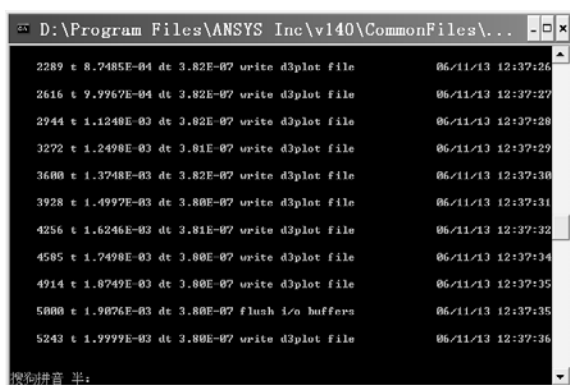 D:\Program Files\ANSYS Inc\v140\CommonFiles\...
2289 t 8.7485E-04 dt 3.82E-07 write d3plot file 06/11/13 12:37:26
2616 t 9.9967E-04 dt 3.82E-07 write d3plot file 06/11/13 12:37:27
2944 t 1.1248E-03 dt 3.82E-07 write d3plot file 06/11/13 12:37:28
3272 t 1.2498E-03 dt 3.81E-07 write d3plot file 06/11/13 12:37:29
3600 t 1.3748E-03 dt 3.82E-07 write d3plot file 06/11/13 12:37:30
3928 t 1.4997E-03 dt 3.80E-07 write d3plot file 06/11/13 12:37:31
4256 t 1.6246E-03 dt 3.81E-07 write d3plot file 06/11/13 12:37:32
4585 t 1.7498E-03 dt 3.80E-07 write d3plot file 06/11/13 12:37:34
4914 t 1.8749E-03 dt 3.80E-07 write d3plot file 06/11/13 12:37:35
5000 t 1.9076E-03 dt 3.80E-07 flush i/o buffers 06/11/13 12:37:35
5243 t 1.9999E-03 dt 3.80E-07 write d3plot file 06/11/13 12:37:36
搜狗拼音 半: